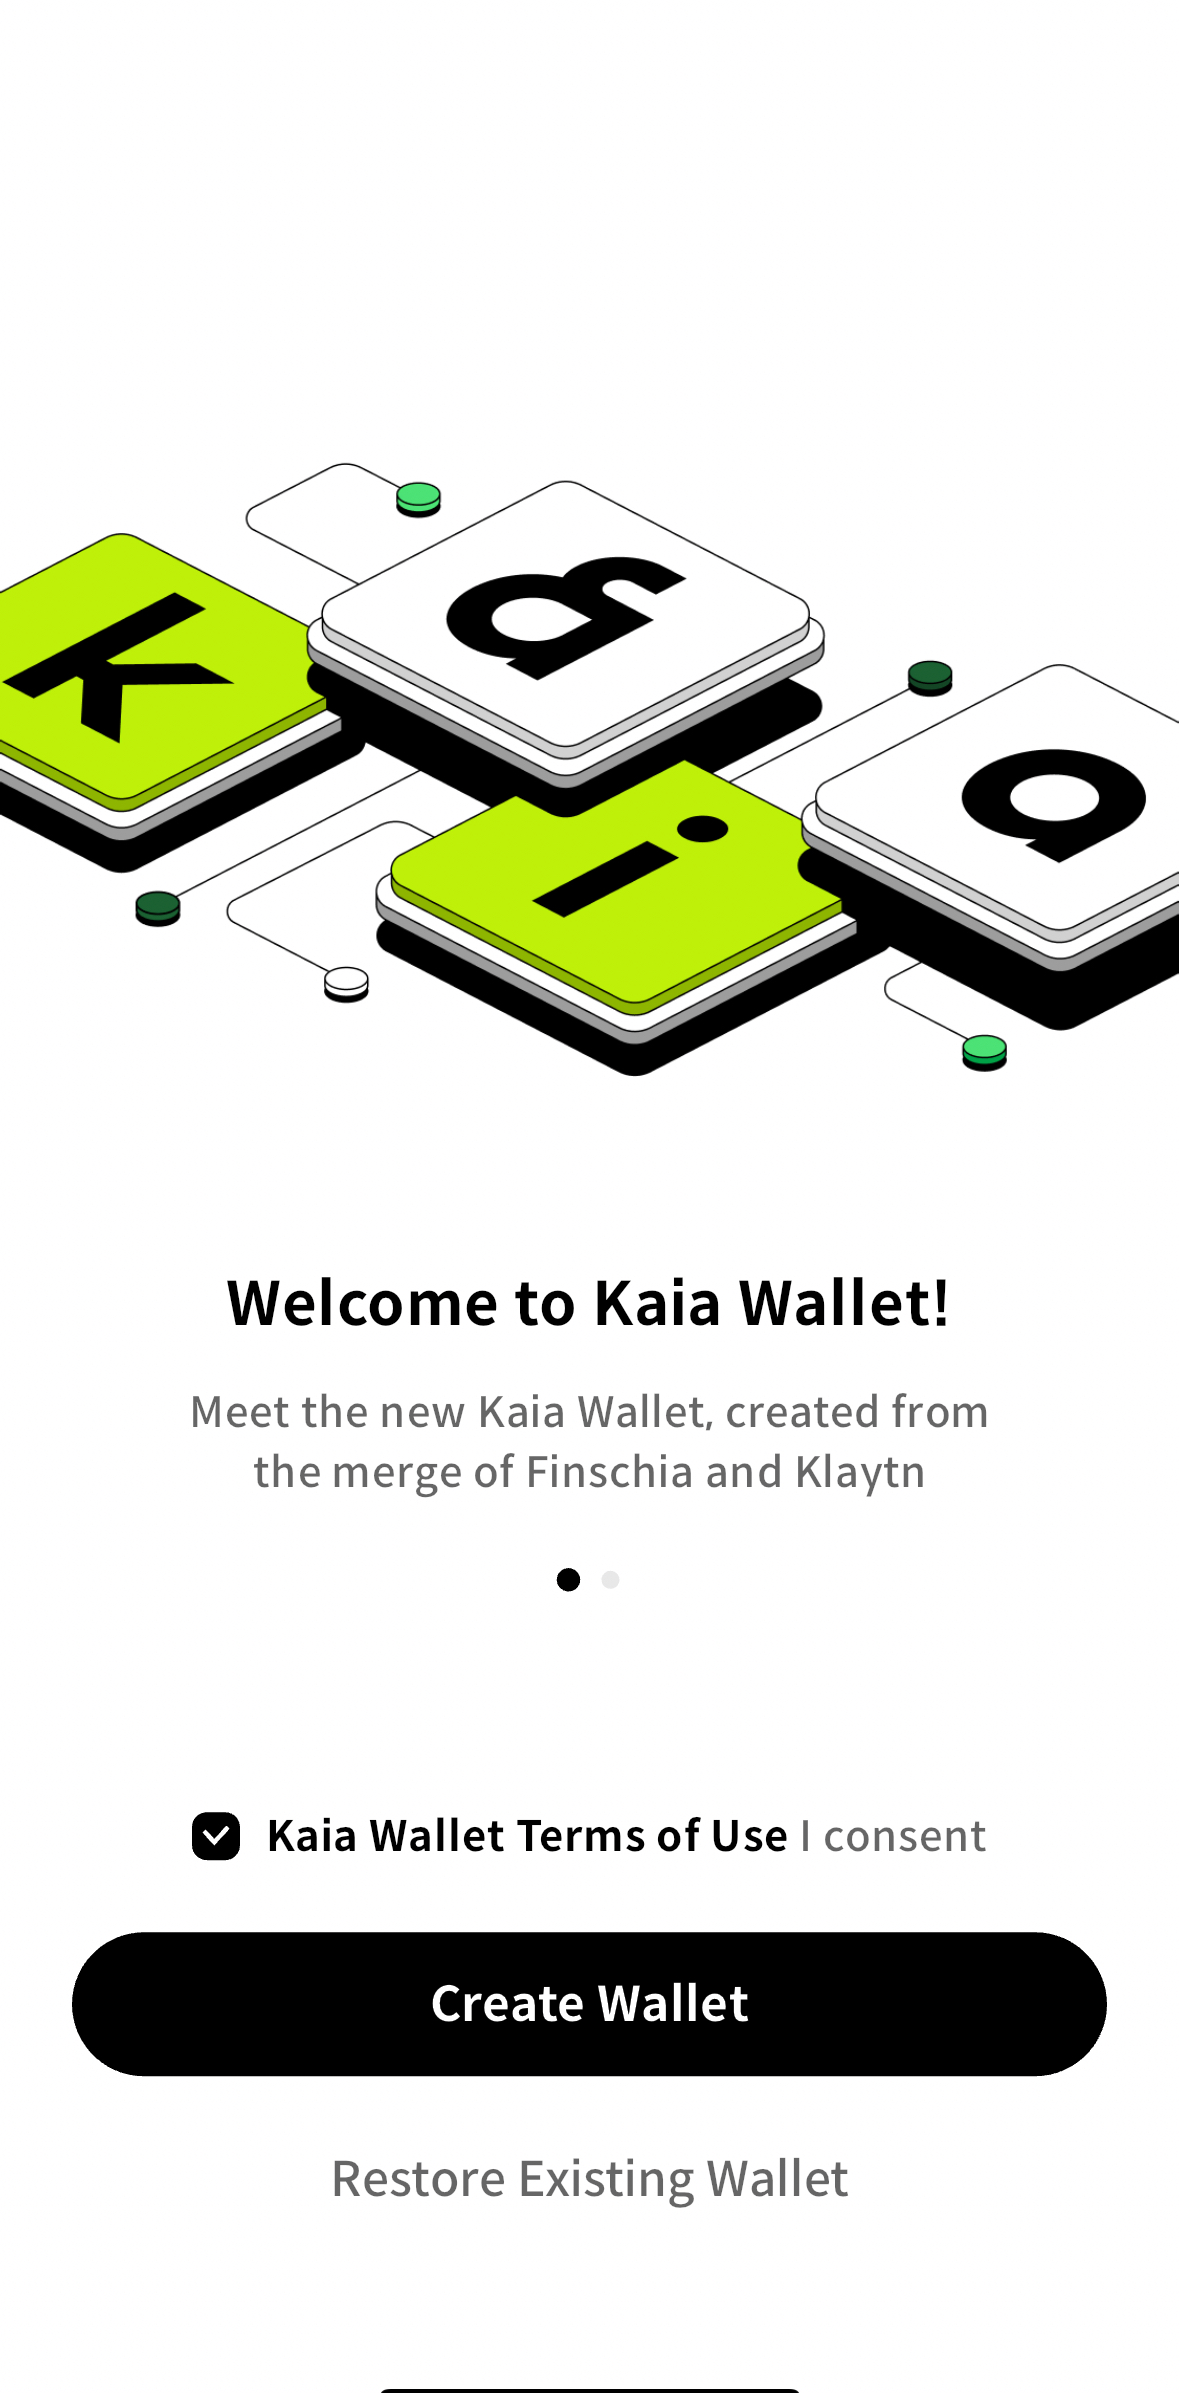 k a i a
Welcome to Kaia Wallet!
Meet the new Kaia Wallet, created from
the merge of Finschia and Klaytn
Kaia Wallet Terms of Use I consent
Create Wallet
Restore Existing Wallet